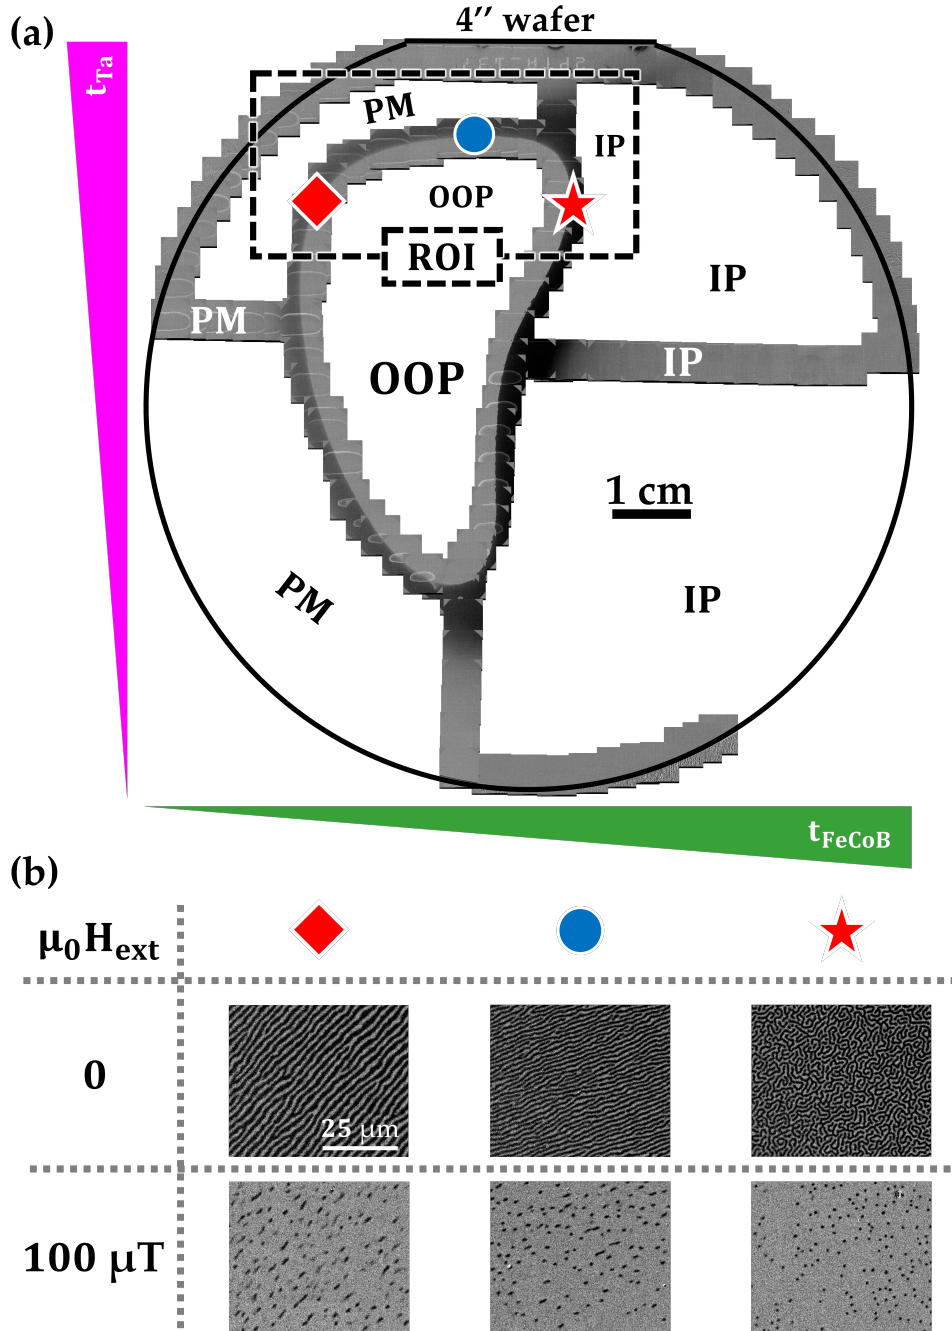 (a)
4″ wafer
t_Ta
PM
IP
OOP
ROI
IP
PM
OOP
IP
1 cm
PM
IP
t_FeCoB
(b)
μ₀H_ext
0
25 μm
100 μT